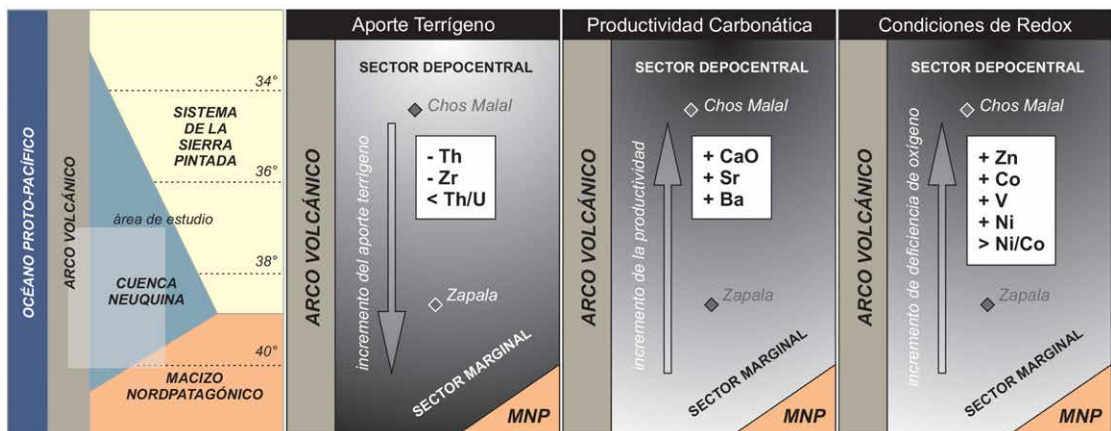 OCÉANO PROTO-PACÍFICO
ARCO VOLCÁNICO
34°
SISTEMA
DE LA
SIERRA
PINTADA
36°
área de estudio
38°
CUENCA
NEUQUINA
40°
MACIZO
NORDPATAGÓNICO
Aporte Terrígeno
ARCO VOLCÁNICO
SECTOR DEPOCENTRAL
Chos Malal
incremento del aporte terrígeno
- Th
- Zr
< Th/U
Zapala
SECTOR MARGINAL
MNP
Productividad Carbonática
ARCO VOLCÁNICO
SECTOR DEPOCENTRAL
Chos Malal
incremento de la productividad
+ CaO
+ Sr
+ Ba
Zapala
SECTOR MARGINAL
MNP
Condiciones de Redox
ARCO VOLCÁNICO
SECTOR DEPOCENTRAL
Chos Malal
incremento de deficiencia de oxígeno
+ Zn
+ Co
+ V
+ Ni
> Ni/Co
Zapala
SECTOR MARGINAL
MNP